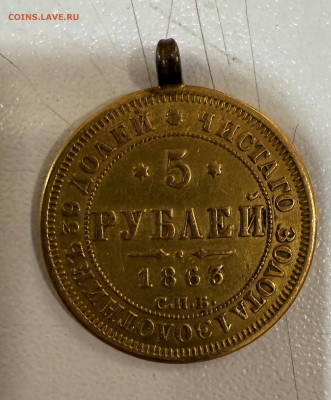 COINS.LAVE.RU
ЧИСТАГО ЗОЛОТА 1 ЗОЛОТНИКЪ 39 ДОЛЕЙ
5
РУБЛЕЙ
1863
С.П.Б.